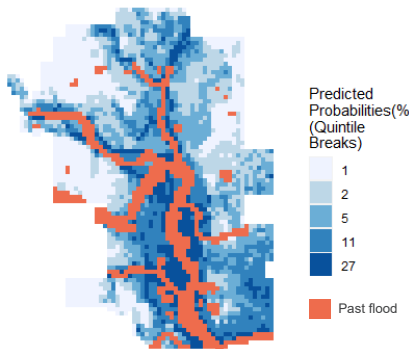 Predicted
Probabilities(%
(Quintile
Breaks)
1
2
5
11
27
Past flood